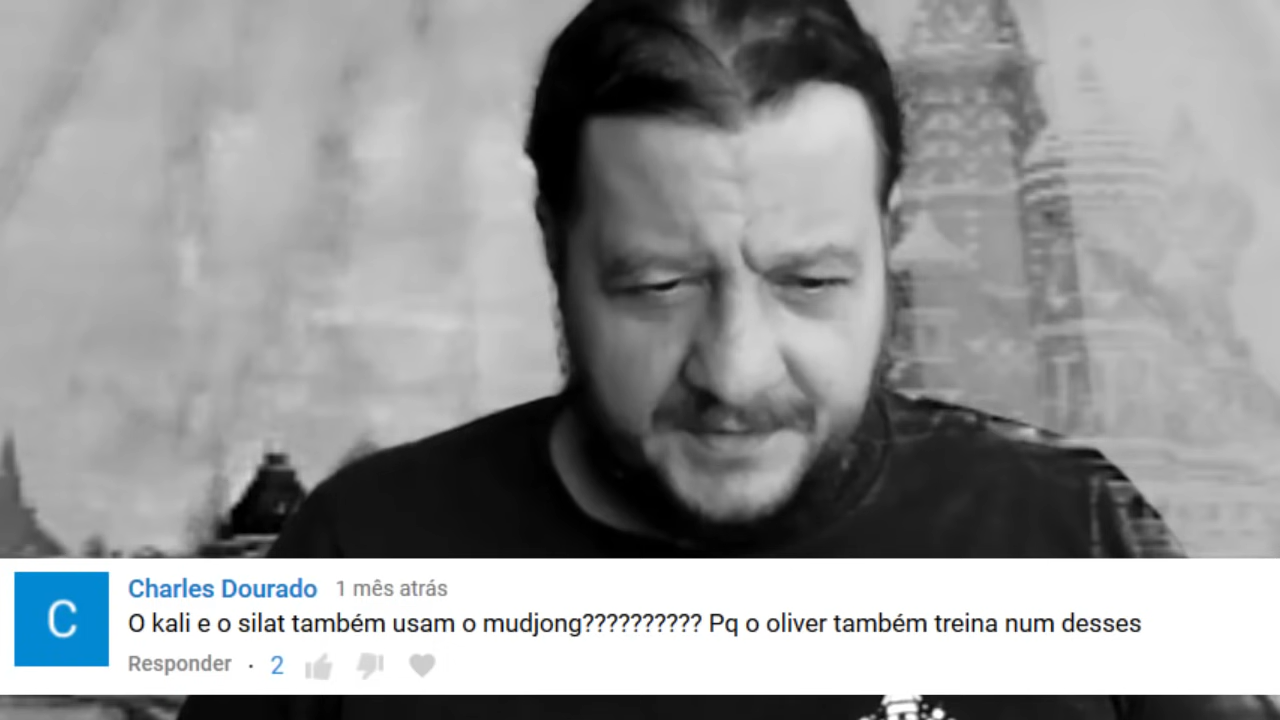 C
Charles Dourado 1 mês atrás
O kali e o silat também usam o mudjong?????????? Pq o oliver também treina num desses
Responder · 2